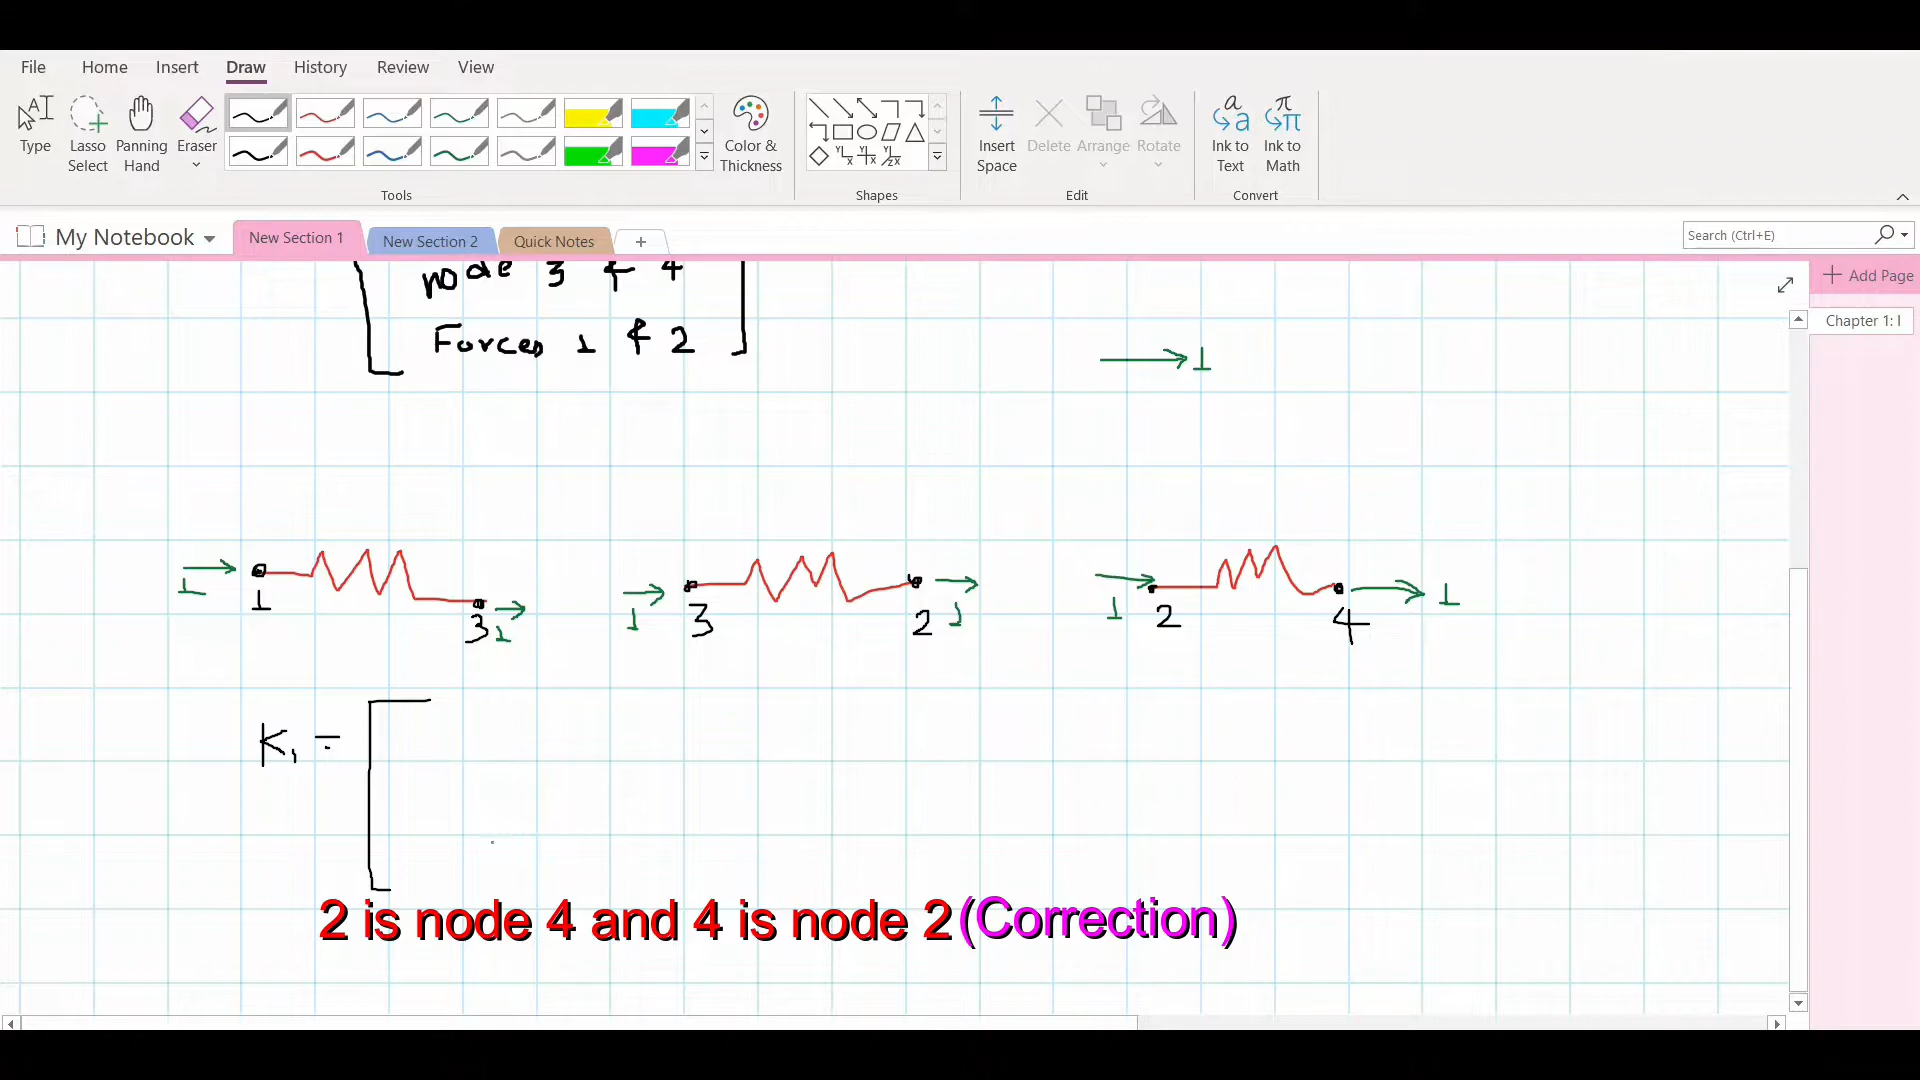 File Home Insert Draw History Review View
Type
Lasso Select
Panning Hand
Eraser
Color & Thickness
Insert Space
Delete
Arrange
Rotate
Ink to Text
Ink to Math
Tools Shapes Edit Convert
My Notebook New Section 1 New Section 2 Quick Notes + Search (Ctrl+E)
Add Page
Chapter 1: I
node 3 & 4
Forces 1 & 2
1
1 1 3 1
1 3 2 1
1 2 4 1
K1 =
2 is node 4 and 4 is node 2(Correction)